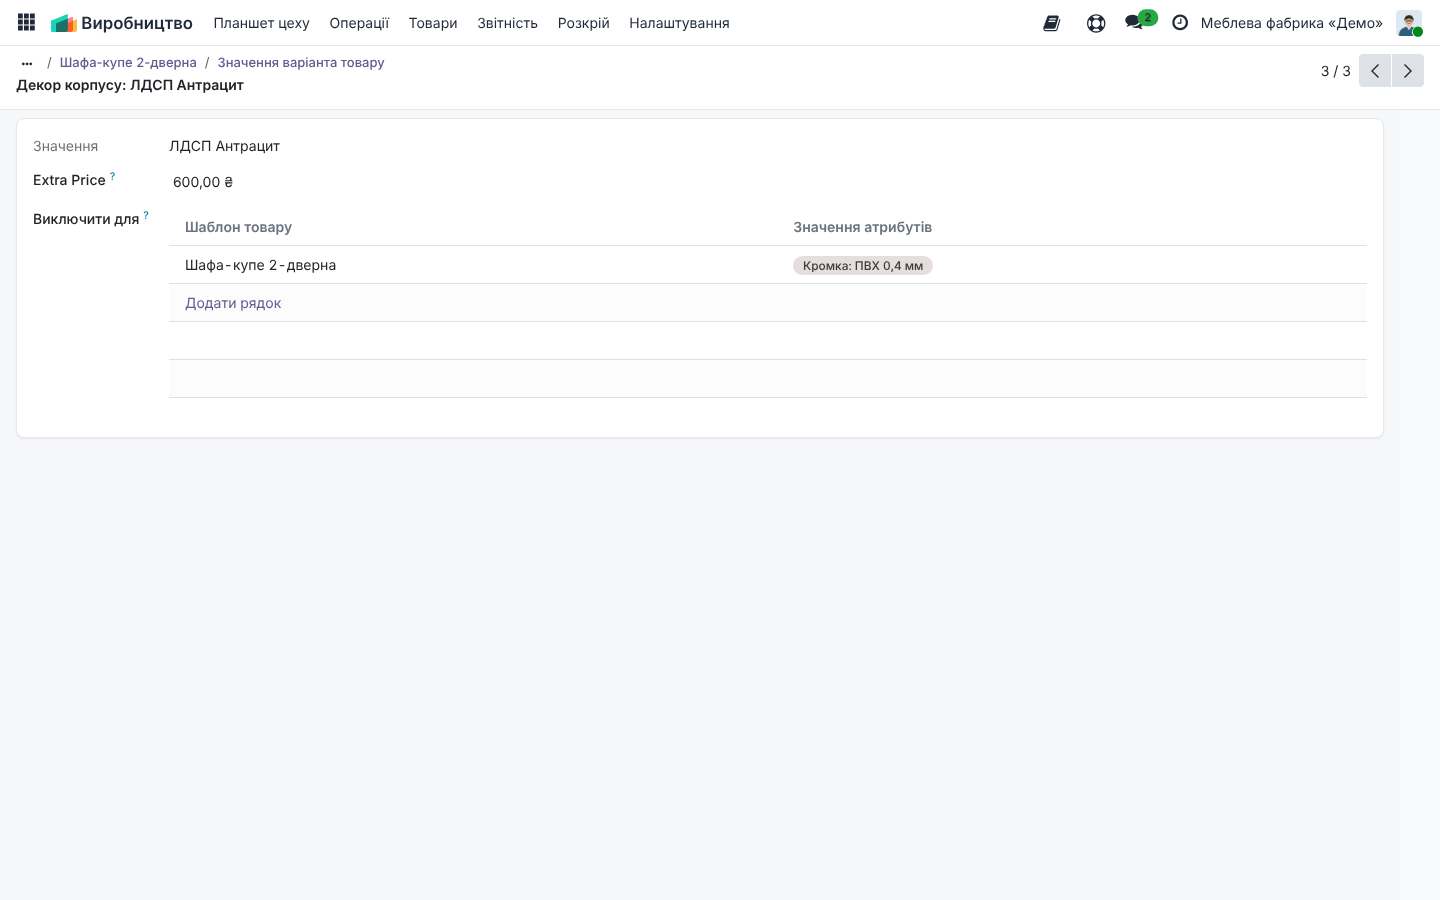 Виробництво Планшет цеху Операції Товари Звітність Розкрій Налаштування 2 Меблева фабрика «Демо»
... / Шафа-купе 2-дверна / Значення варіанта товару
Декор корпусу: ЛДСП Антрацит
3 / 3
Значення ЛДСП Антрацит
Extra Price ? 600,00 ₴
Виключити для ?
Шаблон товару Значення атрибутів
Шафа-купе 2-дверна Кромка: ПВХ 0,4 мм
Додати рядок